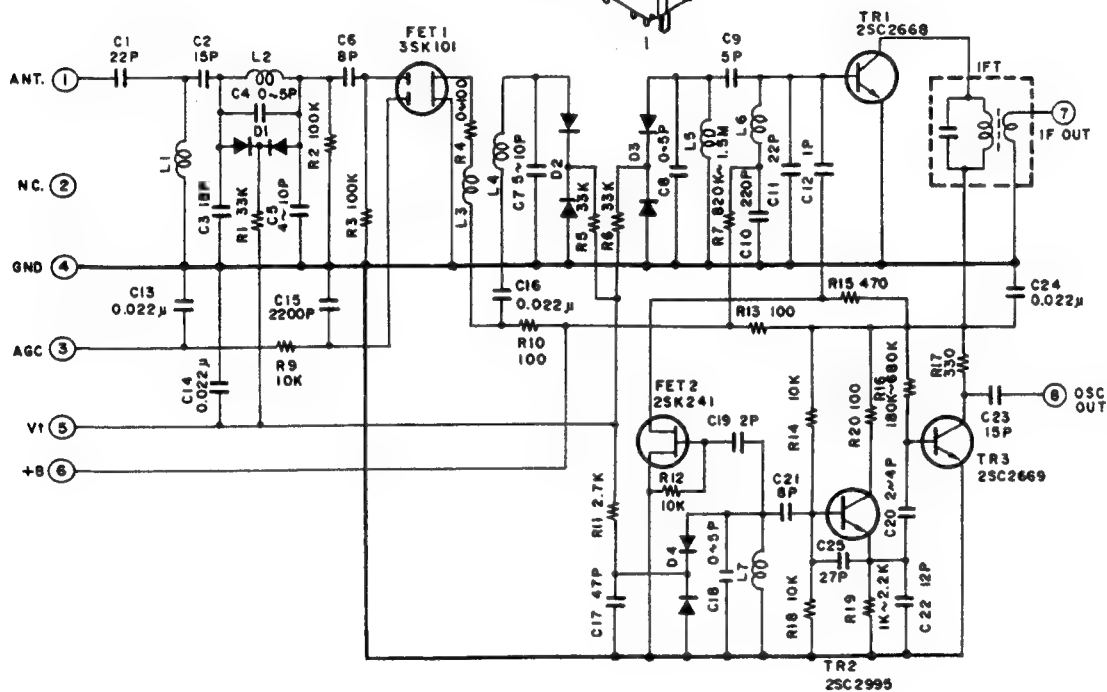 1
TR1
2SC2668
FET1
3SK101
C1
22P
C2
15P
L2
C6
8P
C9
5P
IFT
ANT. 1
C4 0~5P
D1
R2 100K
0~100
R4
L1
L3
L4
C7 5~10P
D2
D3
C8 0~5P
L5
L6
7
IF OUT
NC. 2
C3 18P
R1 33K
C5
4~10P
R3 100K
R5 33K
R6 33K
R7 820K~1.5M
C10 220P
C11 22P
C12 1P
GND 4
C13
0.022μ
C15
2200P
C16
0.022μ
R15 470
C24
0.022μ
R13 100
AGC 3
R9
10K
R10
100
C14
0.022μ
FET2
2SK241
R14 10K
R20 100
R16
180K~680K
R17
330
8 OSC
OUT
C23
15P
Vt 5
C19 2P
TR3
2SC2669
+B 6
R12
10K
C21
8P
R11 2.7K
C20 2~4P
D4
C18 0~5P
L7
C25
27P
C17 47P
R18 10K
R19
1K~2.2K
C22 12P
TR2
2SC2995